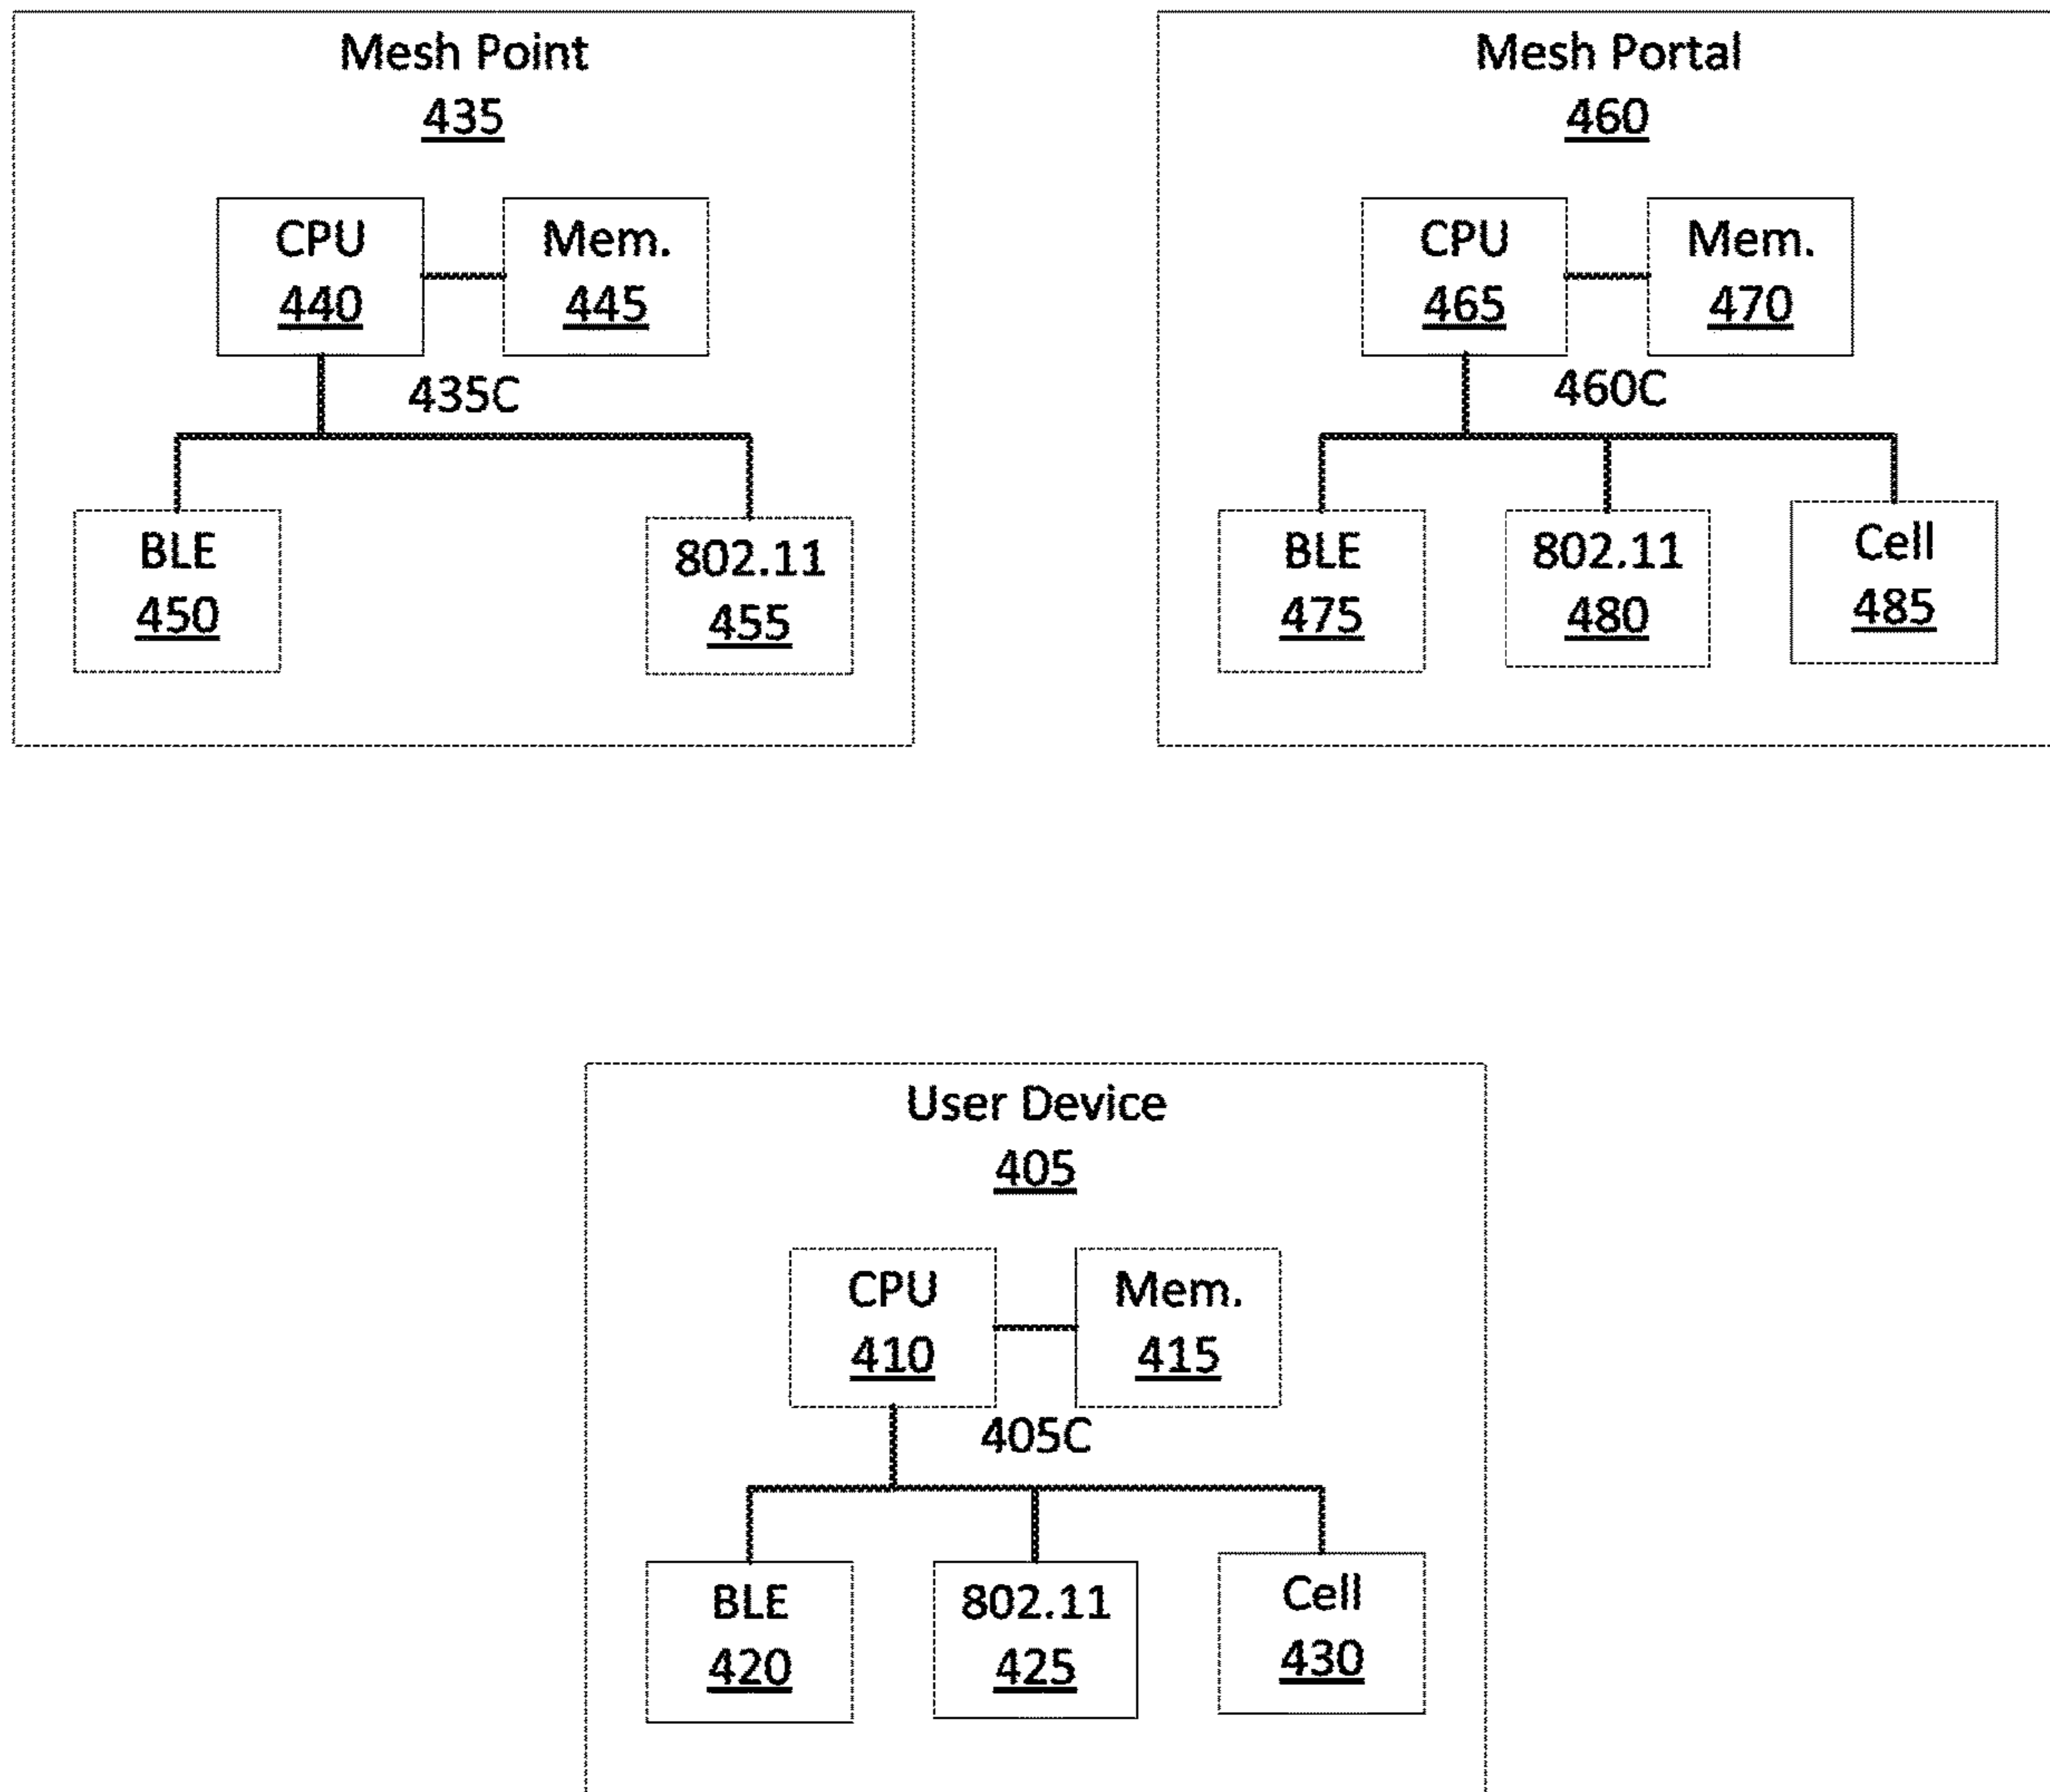 Mesh Point
435
CPU
440
Mem.
445
435C
BLE
450
802.11
455
Mesh Portal
460
CPU
465
Mem.
470
460C
BLE
475
802.11
480
Cell
485
User Device
405
CPU
410
Mem.
415
405C
BLE
420
802.11
425
Cell
430